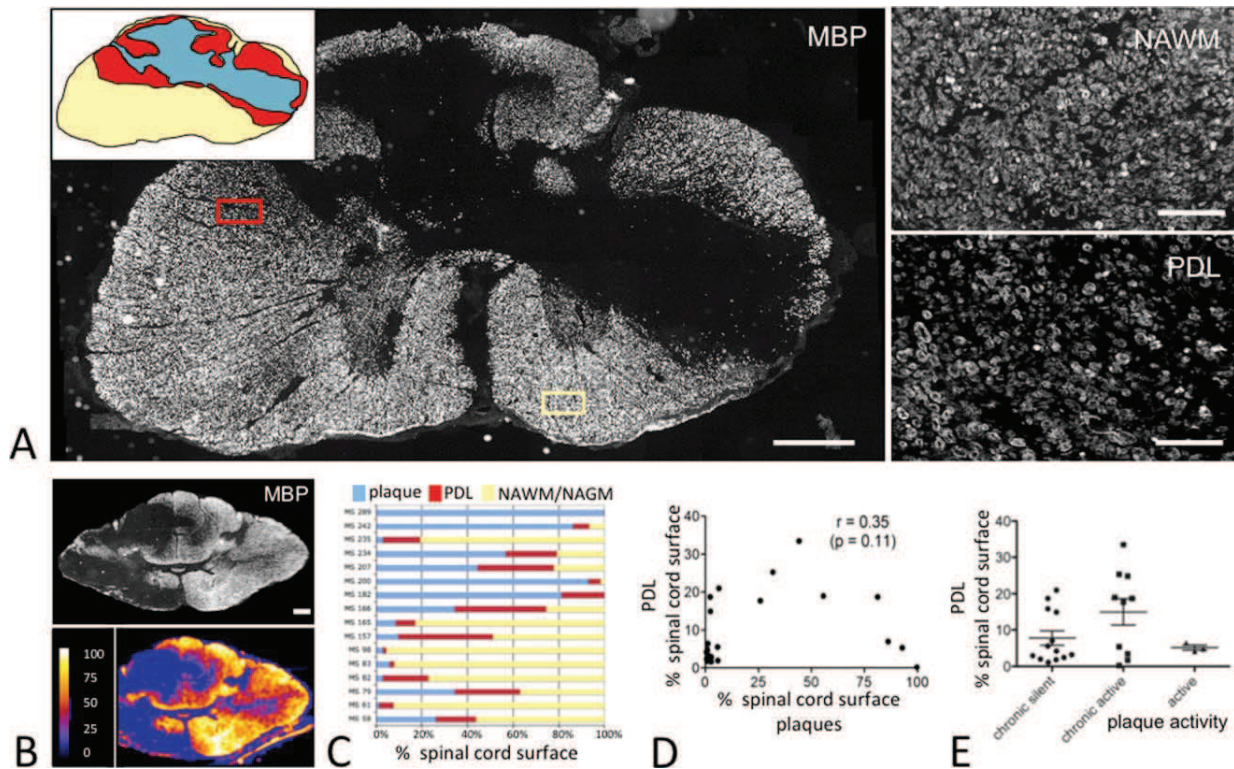 MBP
NAWM
PDL
A
MBP
100
75
50
25
0
B
plaque PDL NAWM/NAGM
MS 289
MS 242
MS 235
MS 234
MS 207
MS 200
MS 182
MS 166
MS 165
MS 157
MS 98
MS 83
MS 82
MS 79
MS 61
MS 58
0 20% 40% 60% 80% 100%
% spinal cord surface
C
r = 0.35
(p = 0.11)
PDL
% spinal cord surface
40
30
20
10
0
0 25 50 75 100
% spinal cord surface
plaques
D
PDL
% spinal cord surface
40
30
20
10
0
chronic silent
chronic active
active
plaque activity
E